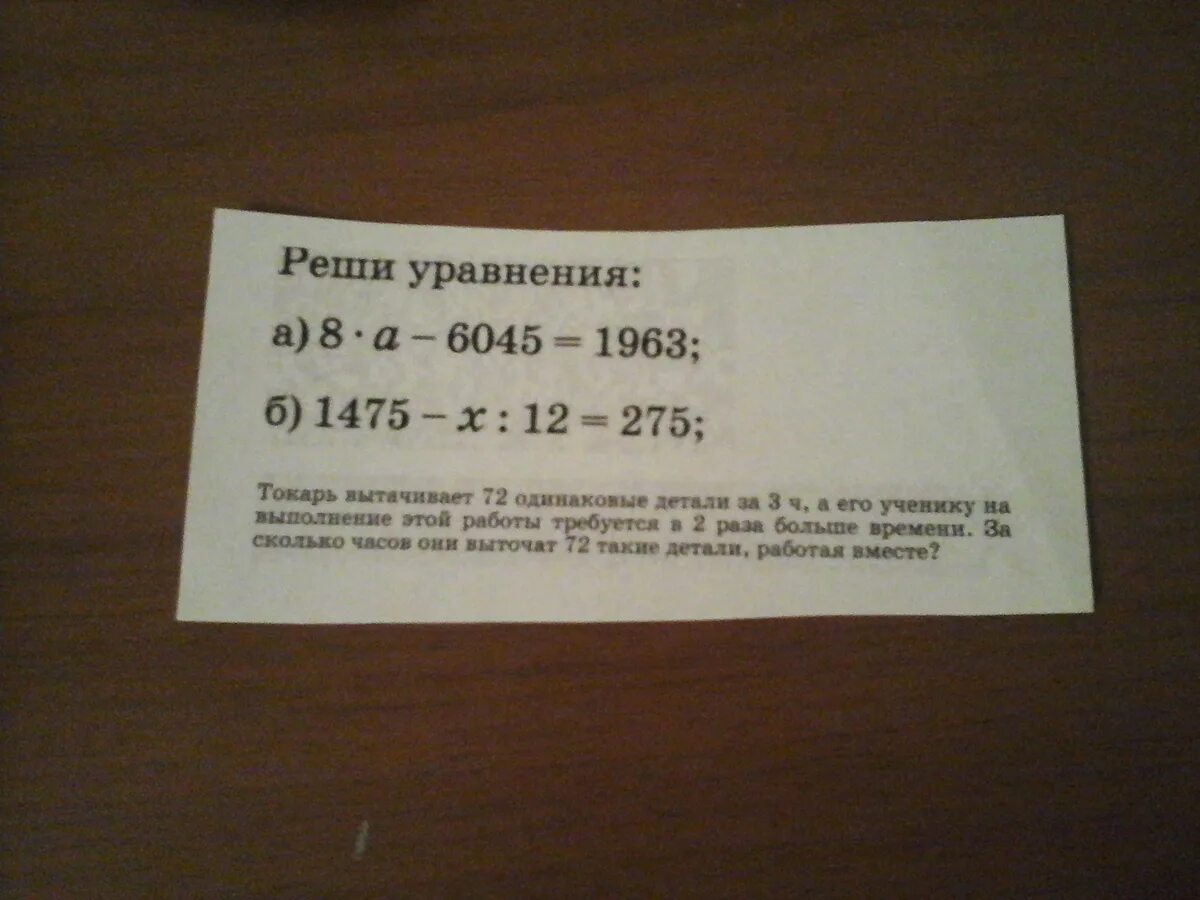 Реши уравнения:
а) 8 · a – 6045 = 1963;
б) 1475 – x : 12 = 275;
Токарь вытачивает 72 одинаковые детали за 3 ч, а его ученику на
выполнение этой работы требуется в 2 раза больше времени. За
сколько часов они выточат 72 такие детали, работая вместе?